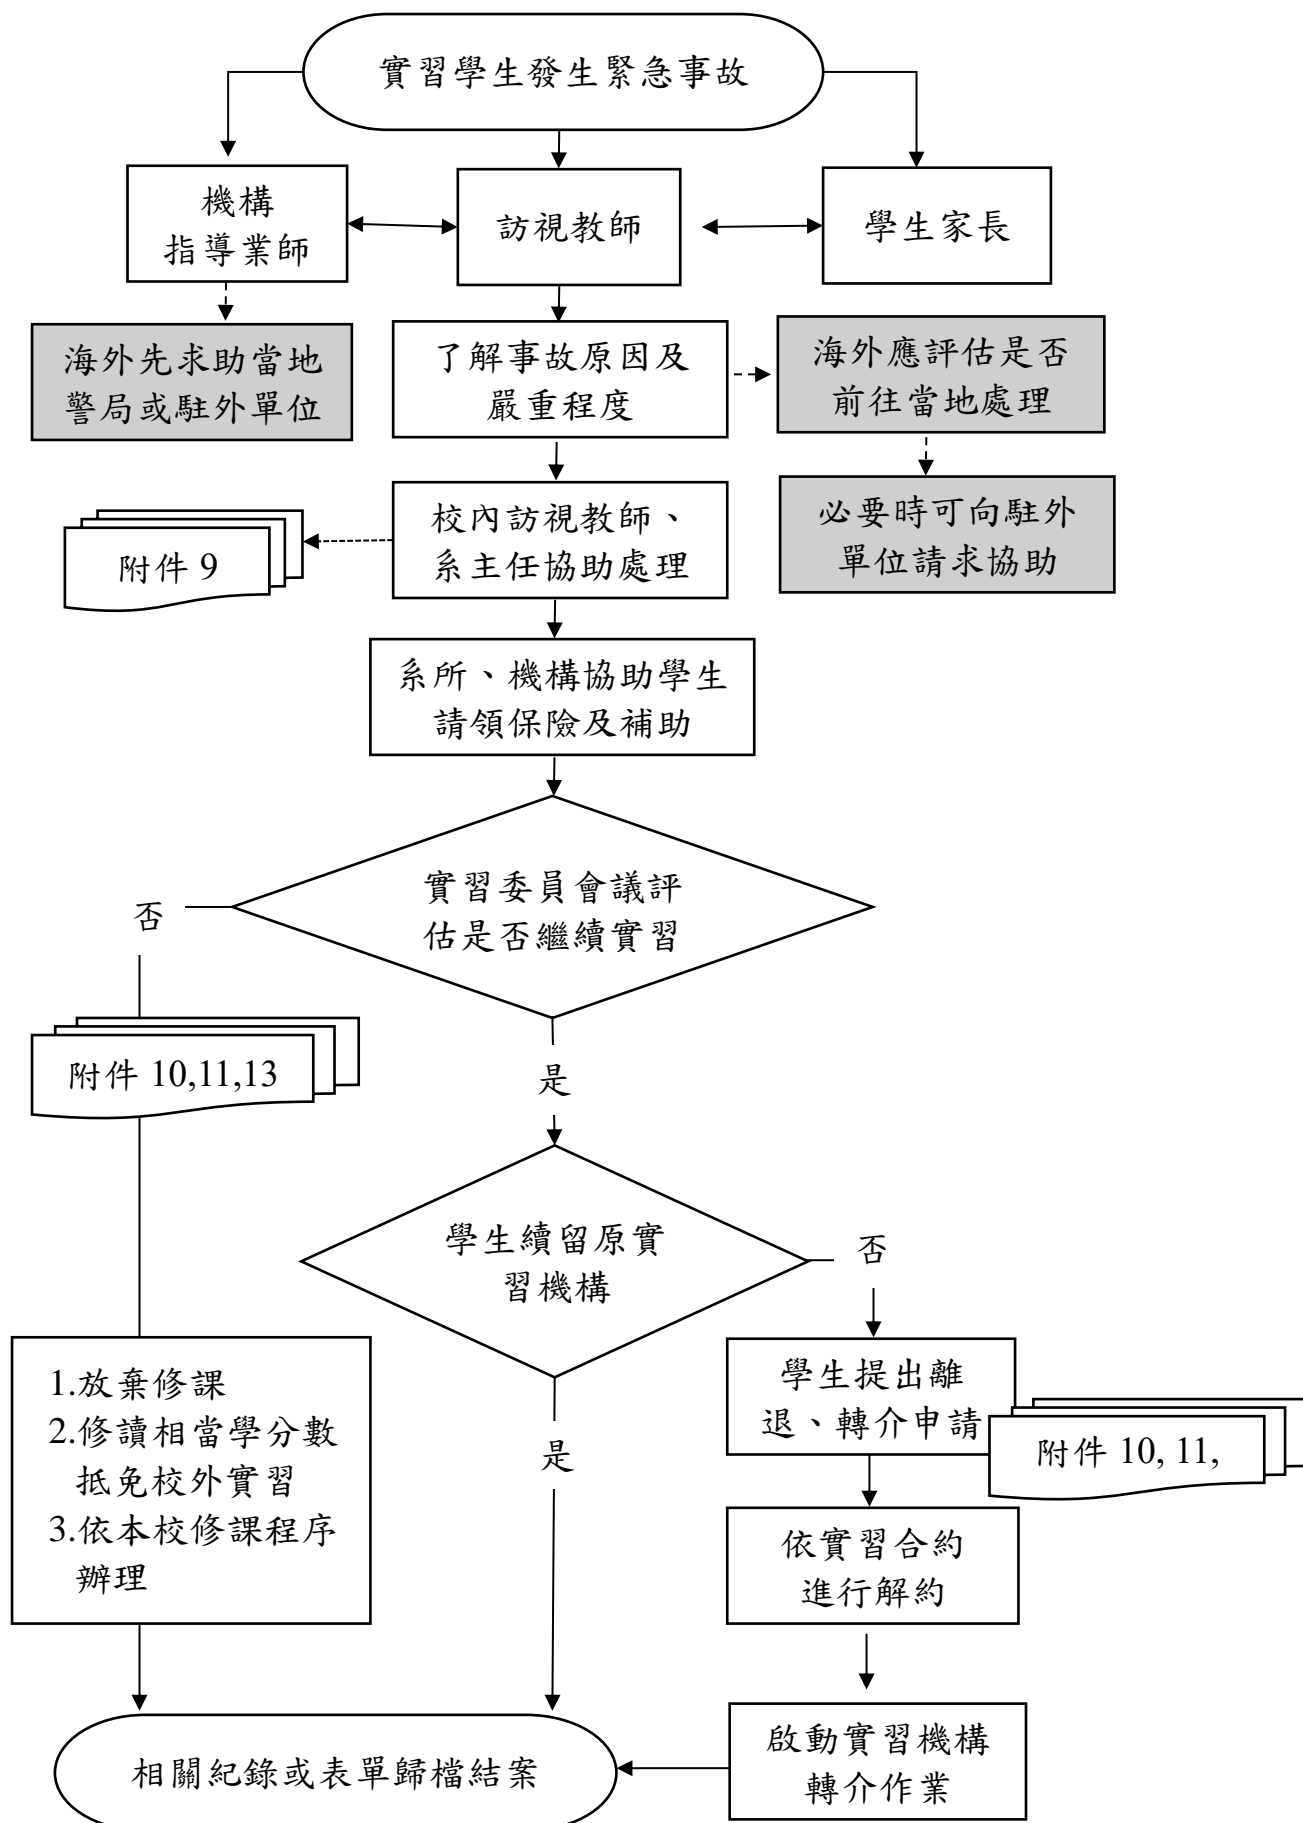 實習學生發生緊急事故
機構
指導業師
訪視教師
學生家長
海外先求助當地
警局或駐外單位
了解事故原因及
嚴重程度
海外應評估是否
前往當地處理
附件 9
校內訪視教師、
系主任協助處理
必要時可向駐外
單位請求協助
系所、機構協助學生
請領保險及補助
實習委員會議評
估是否繼續實習
否
附件 10,11,13
是
學生續留原實
習機構
否
1.放棄修課
2.修讀相當學分數
抵免校外實習
3.依本校修課程序
辦理
是
學生提出離
退、轉介申請
附件 10, 11,
依實習合約
進行解約
啟動實習機構
轉介作業
相關紀錄或表單歸檔結案